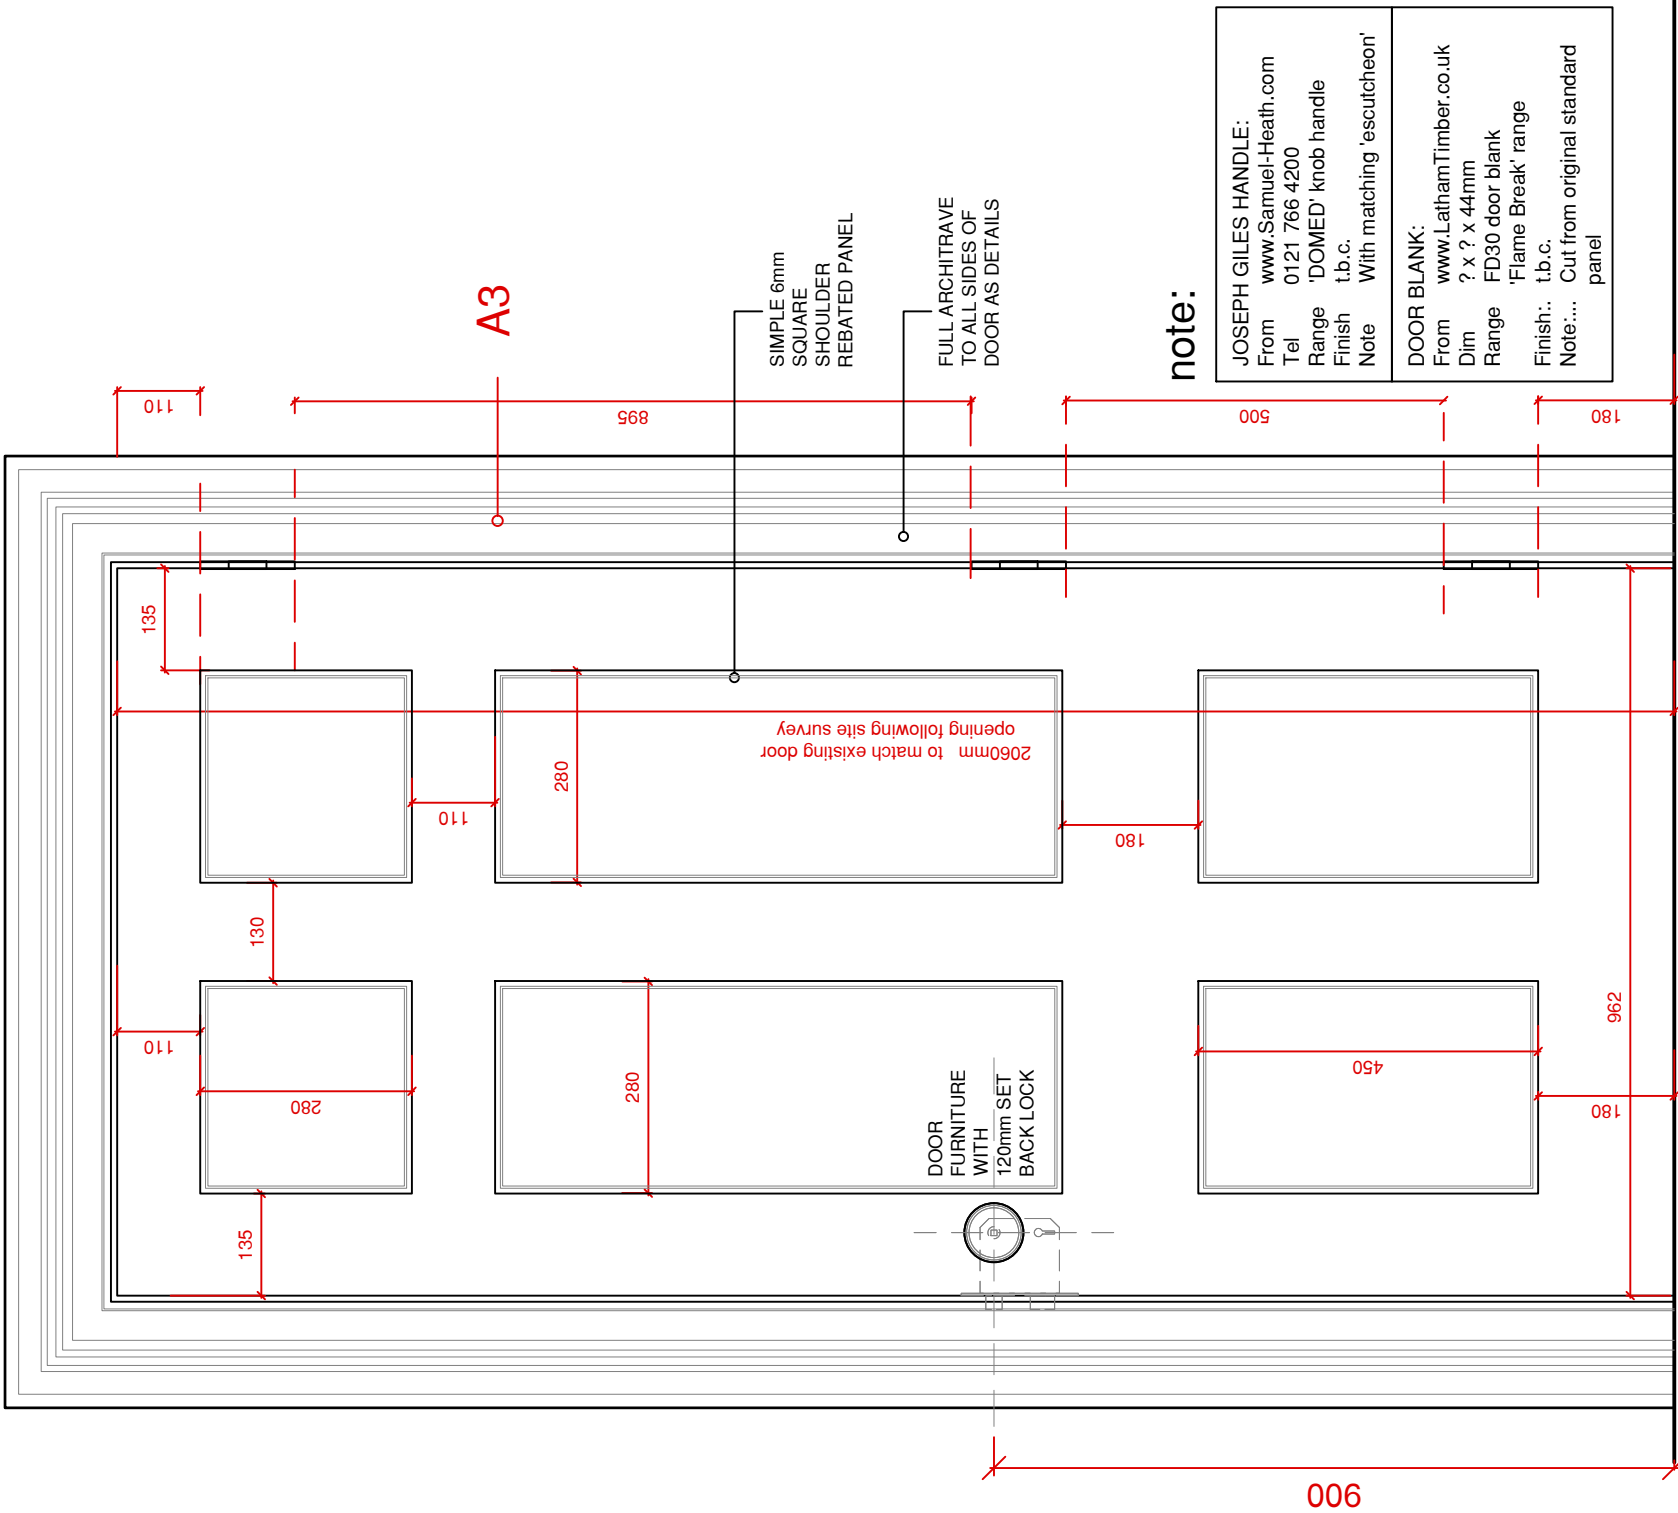 A3
110
895
500
180
SIMPLE 6mm
SQUARE
SHOULDER
REBATED PANEL
FULL ARCHITRAVE
TO ALL SIDES OF
DOOR AS DETAILS
note:
JOSEPH GILES HANDLE:
From www.Samuel-Heath.com
Tel 0121 766 4200
Range 'DOMED' knob handle
Finish t.b.c.
Note With matching 'escutcheon'
DOOR BLANK:
From www.LathamTimber.co.uk
Dim ? x ? x 44mm
Range FD30 door blank
'Flame Break' range
Finish:. t.b.c.
Note:... Cut from original standard
panel
135
2060mm to match existing door
opening following site survey
280
110
180
130
110
280
280
450
180
962
135
DOOR
FURNITURE
WITH
120mm SET
BACK LOCK
900